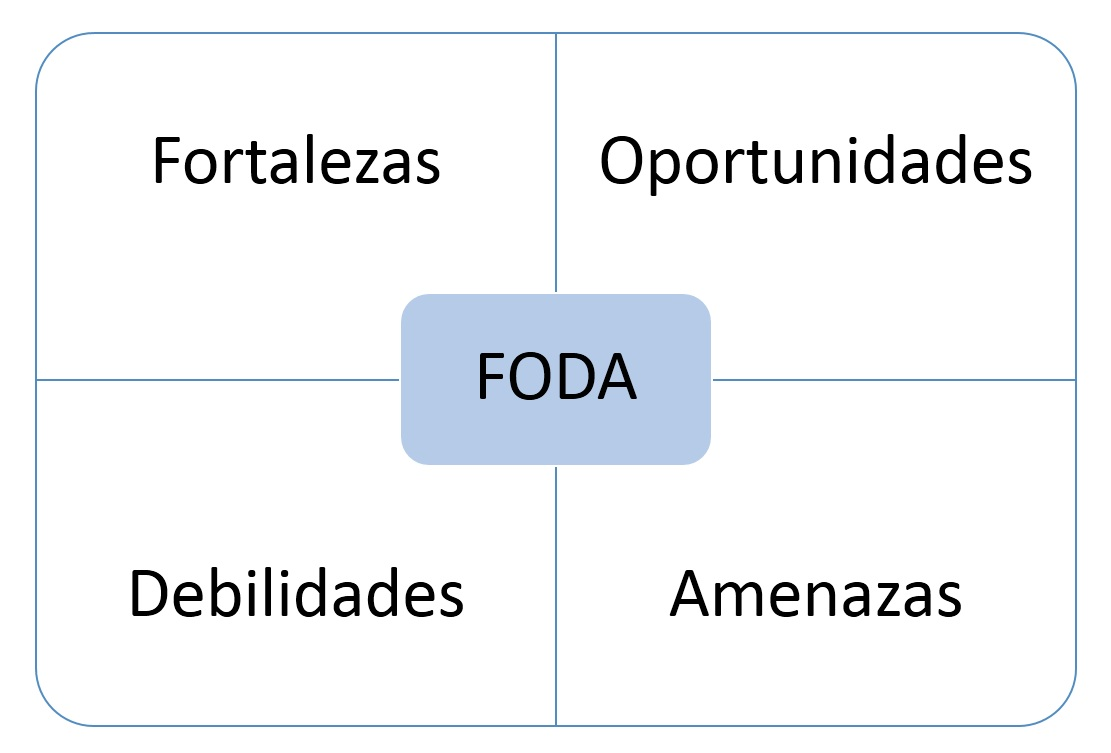 Fortalezas
Oportunidades
FODA
Debilidades
Amenazas